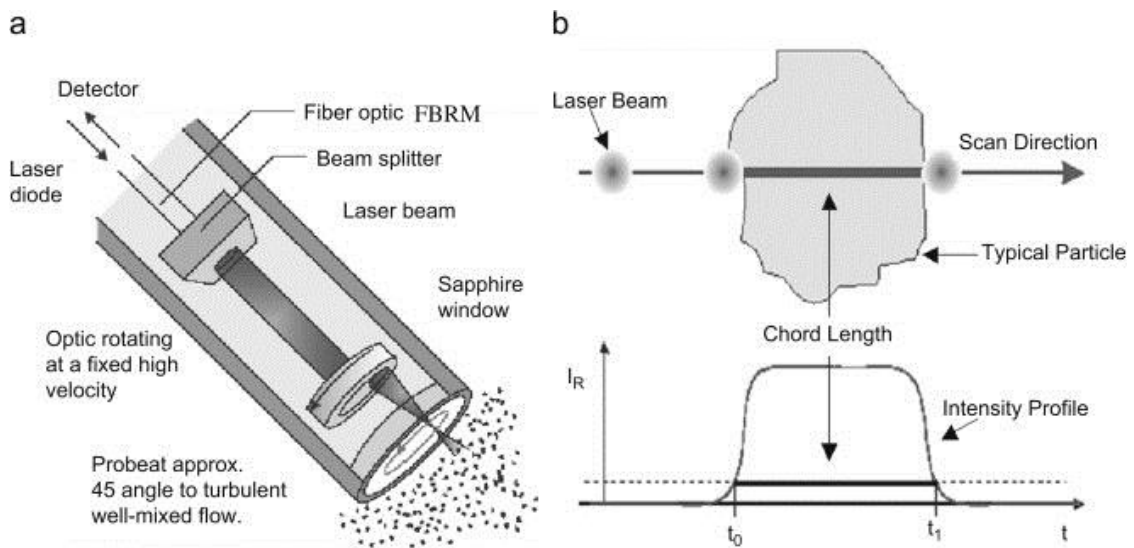 a
Detector
Fiber optic FBRM
Beam splitter
Laser
diode
Laser beam
Sapphire
window
Optic rotating
at a fixed high
velocity
Probeat approx.
45 angle to turbulent
well-mixed flow.
b
Laser Beam
Scan Direction
Typical Particle
Chord Length
I_R
Intensity Profile
t_0
t_1
t